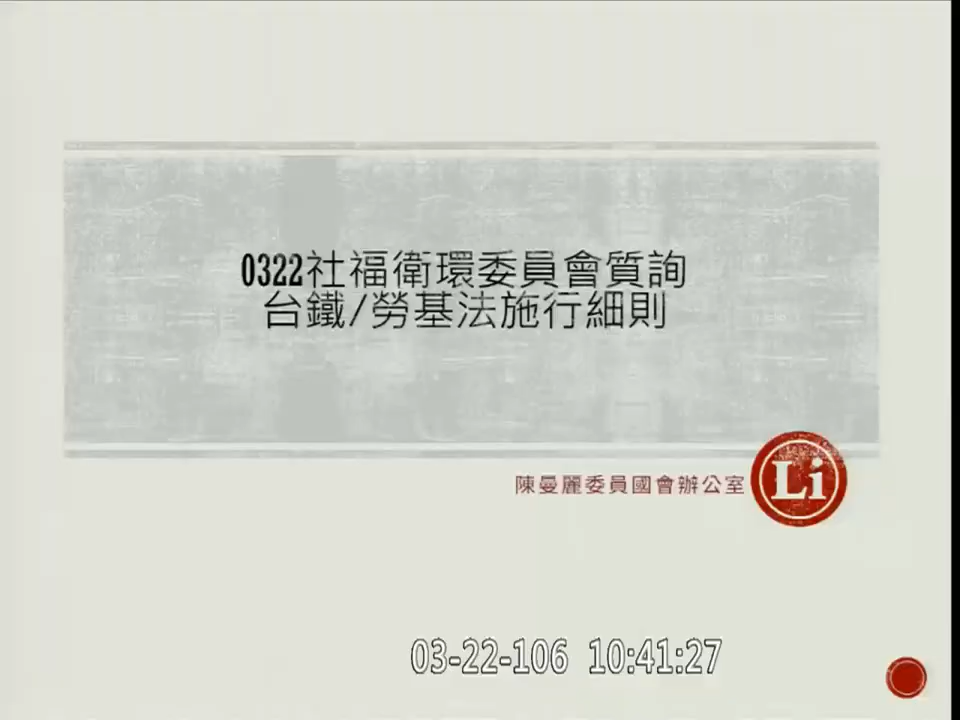 0322社福衛環委員會質詢
台鐵/勞基法施行細則
陳曼麗委員國會辦公室
Li
03-22-106 10:41:27